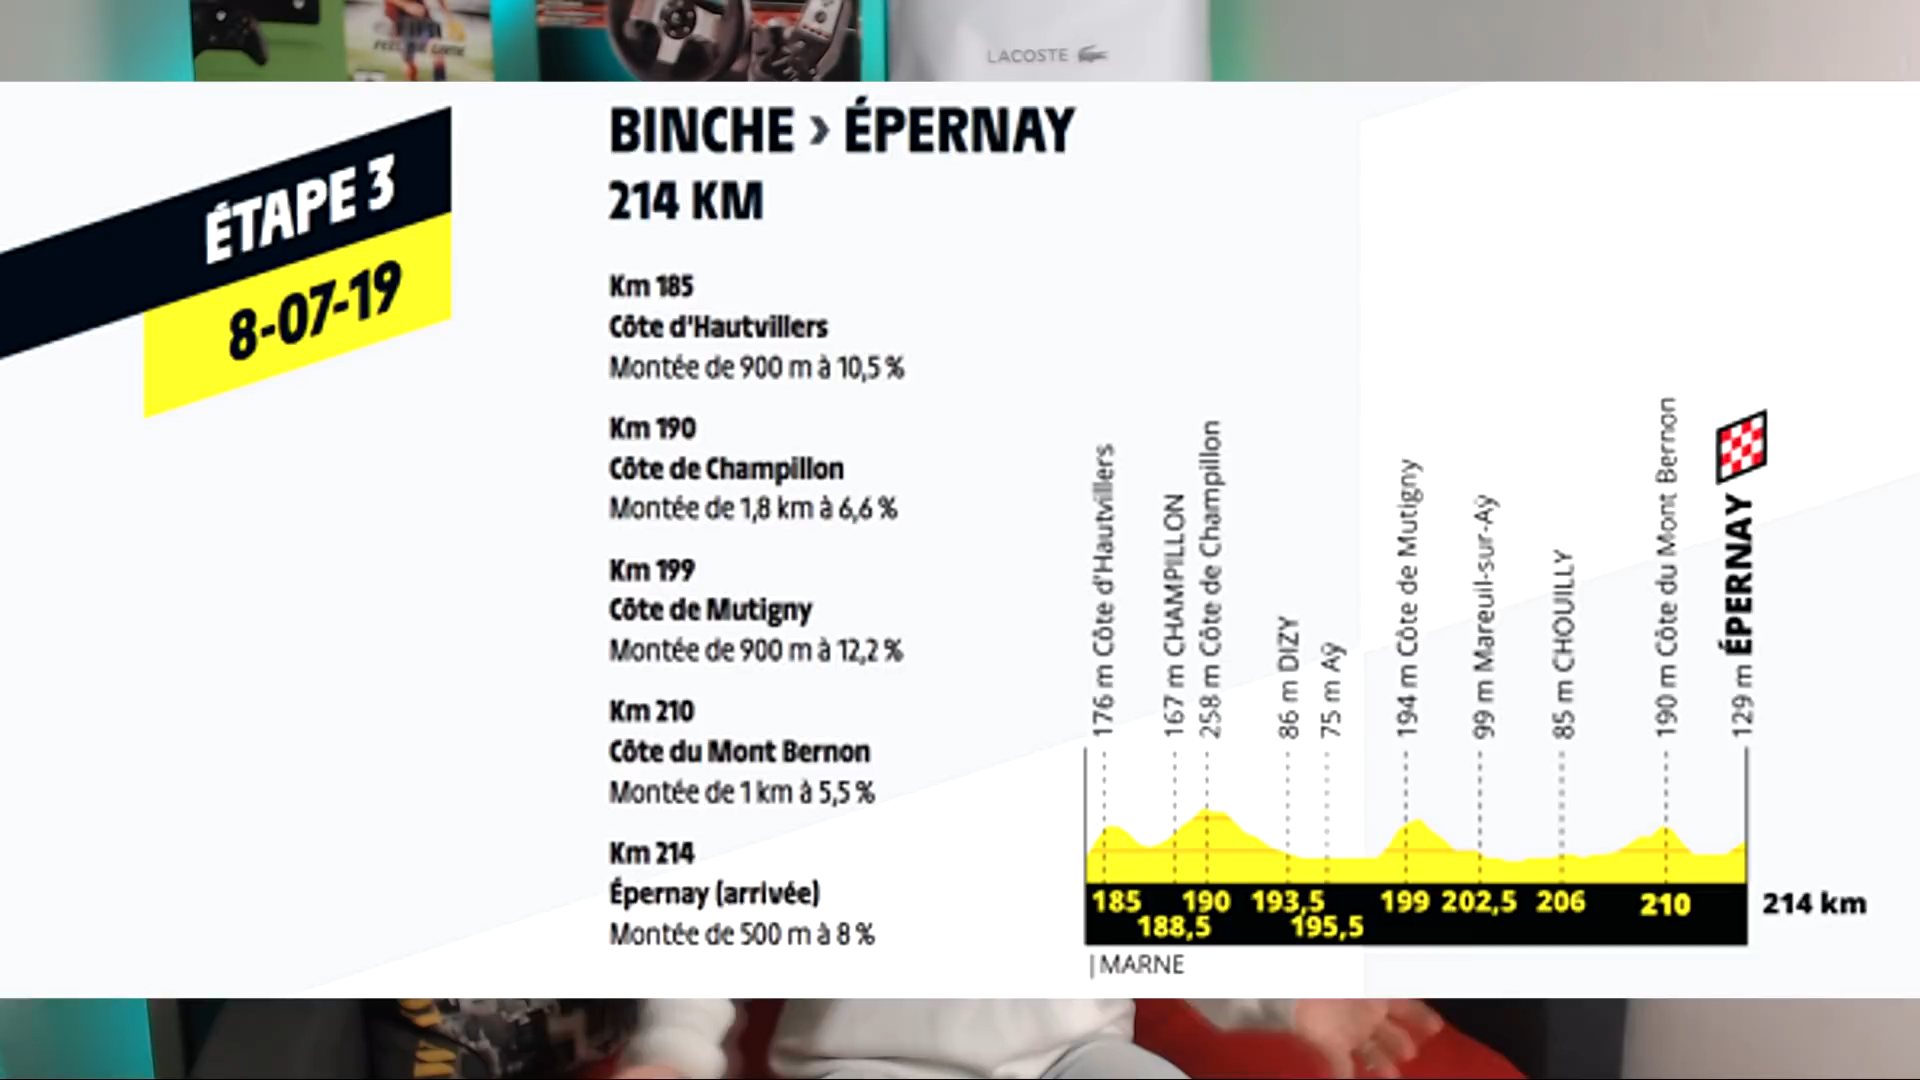 FEEL THE GAME
LACOSTE
ÉTAPE 3
8-07-19
BINCHE › ÉPERNAY
214 KM
Km 185
Côte d'Hautvillers
Montée de 900 m à 10,5 %
Km 190
Côte de Champillon
Montée de 1,8 km à 6,6 %
Km 199
Côte de Mutigny
Montée de 900 m à 12,2 %
Km 210
Côte du Mont Bernon
Montée de 1 km à 5,5 %
Km 214
Épernay (arrivée)
Montée de 500 m à 8 %
176 m Côte d'Hautvillers
167 m CHAMPILLON
258 m Côte de Champillon
86 m DIZY
75 m Aÿ
194 m Côte de Mutigny
99 m Mareuil-sur-Aÿ
85 m CHOUILLY
190 m Côte du Mont Bernon
129 m ÉPERNAY
185 190 193,5 199 202,5 206 210 214 km
188,5 195,5
MARNE